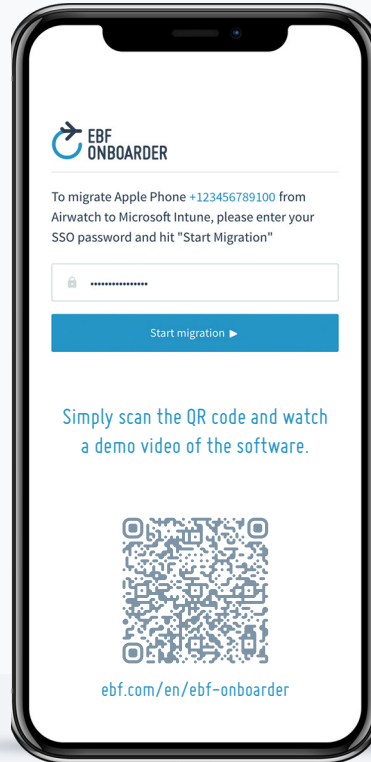 EBF
ONBOARDER
To migrate Apple Phone +123456789100 from
Airwatch to Microsoft Intune, please enter your
SSO password and hit "Start Migration"
••••••••••••••••
Start migration ▶
Simply scan the QR code and watch
a demo video of the software.
ebf.com/en/ebf-onboarder